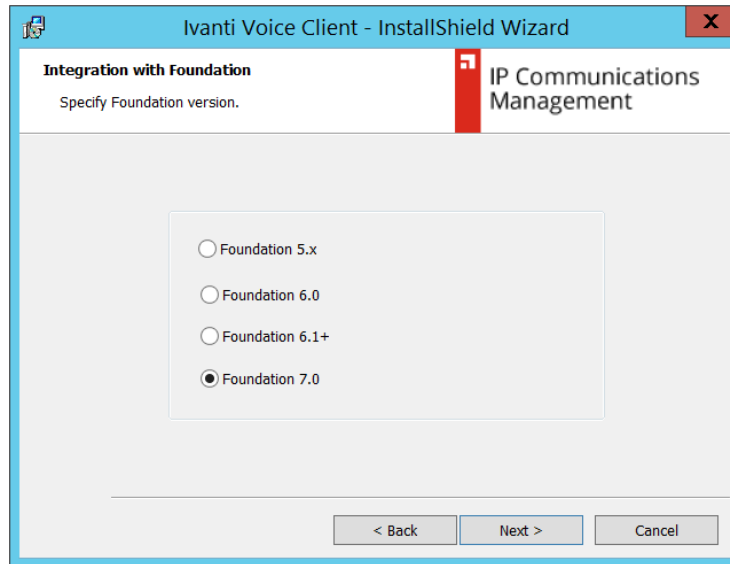 Ivanti Voice Client - InstallShield Wizard
X
Integration with Foundation
Specify Foundation version.
IP Communications
Management
Foundation 5.x
Foundation 6.0
Foundation 6.1+
Foundation 7.0
< Back
Next >
Cancel